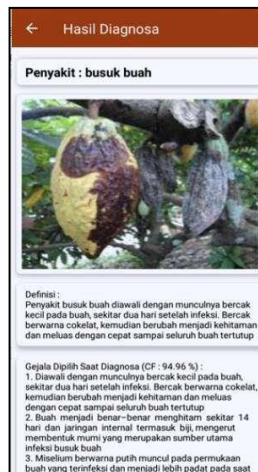 Hasil Diagnosa
Penyakit : busuk buah
Definisi :
Penyakit busuk buah diawali dengan munculnya bercak
kecil pada buah, sekitar dua hari setelah infeksi. Bercak
berwarna cokelat, kemudian berubah menjadi kehitaman
dan meluas dengan cepat sampai seluruh buah tertutup
Gejala Dipilih Saat Diagnosa (CF : 94.96 %) :
1. Diawali dengan munculnya bercak kecil pada buah,
sekitar dua hari setelah infeksi. Bercak berwarna cokelat,
kemudian berubah menjadi kehitaman dan meluas
dengan cepat sampai seluruh buah tertutup
2. Buah menjadi benar-benar menghitam sekitar 14
hari dan jaringan internal termasuk biji, mengerut
membentuk mumi yang merupakan sumber utama
infeksi busuk buah
3. Miselium berwarna putih muncul pada permukaan
buah yang terinfeksi dan menjadi lebih padat pada saat